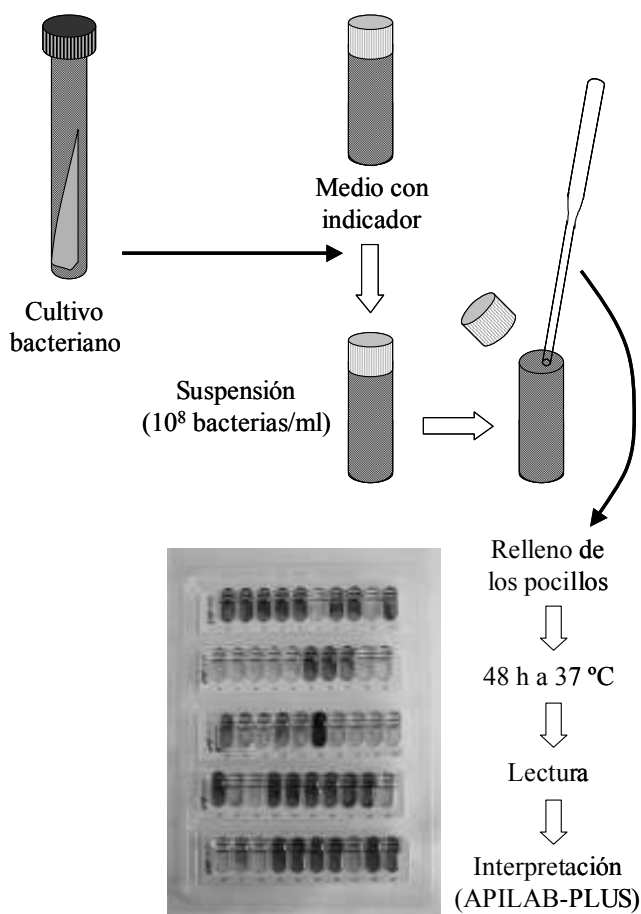 Medio con
indicador
Cultivo
bacteriano
Suspensión
(10⁸ bacterias/ml)
Relleno de
los pocillos
48 h a 37 ºC
Lectura
Interpretación
(APILAB-PLUS)